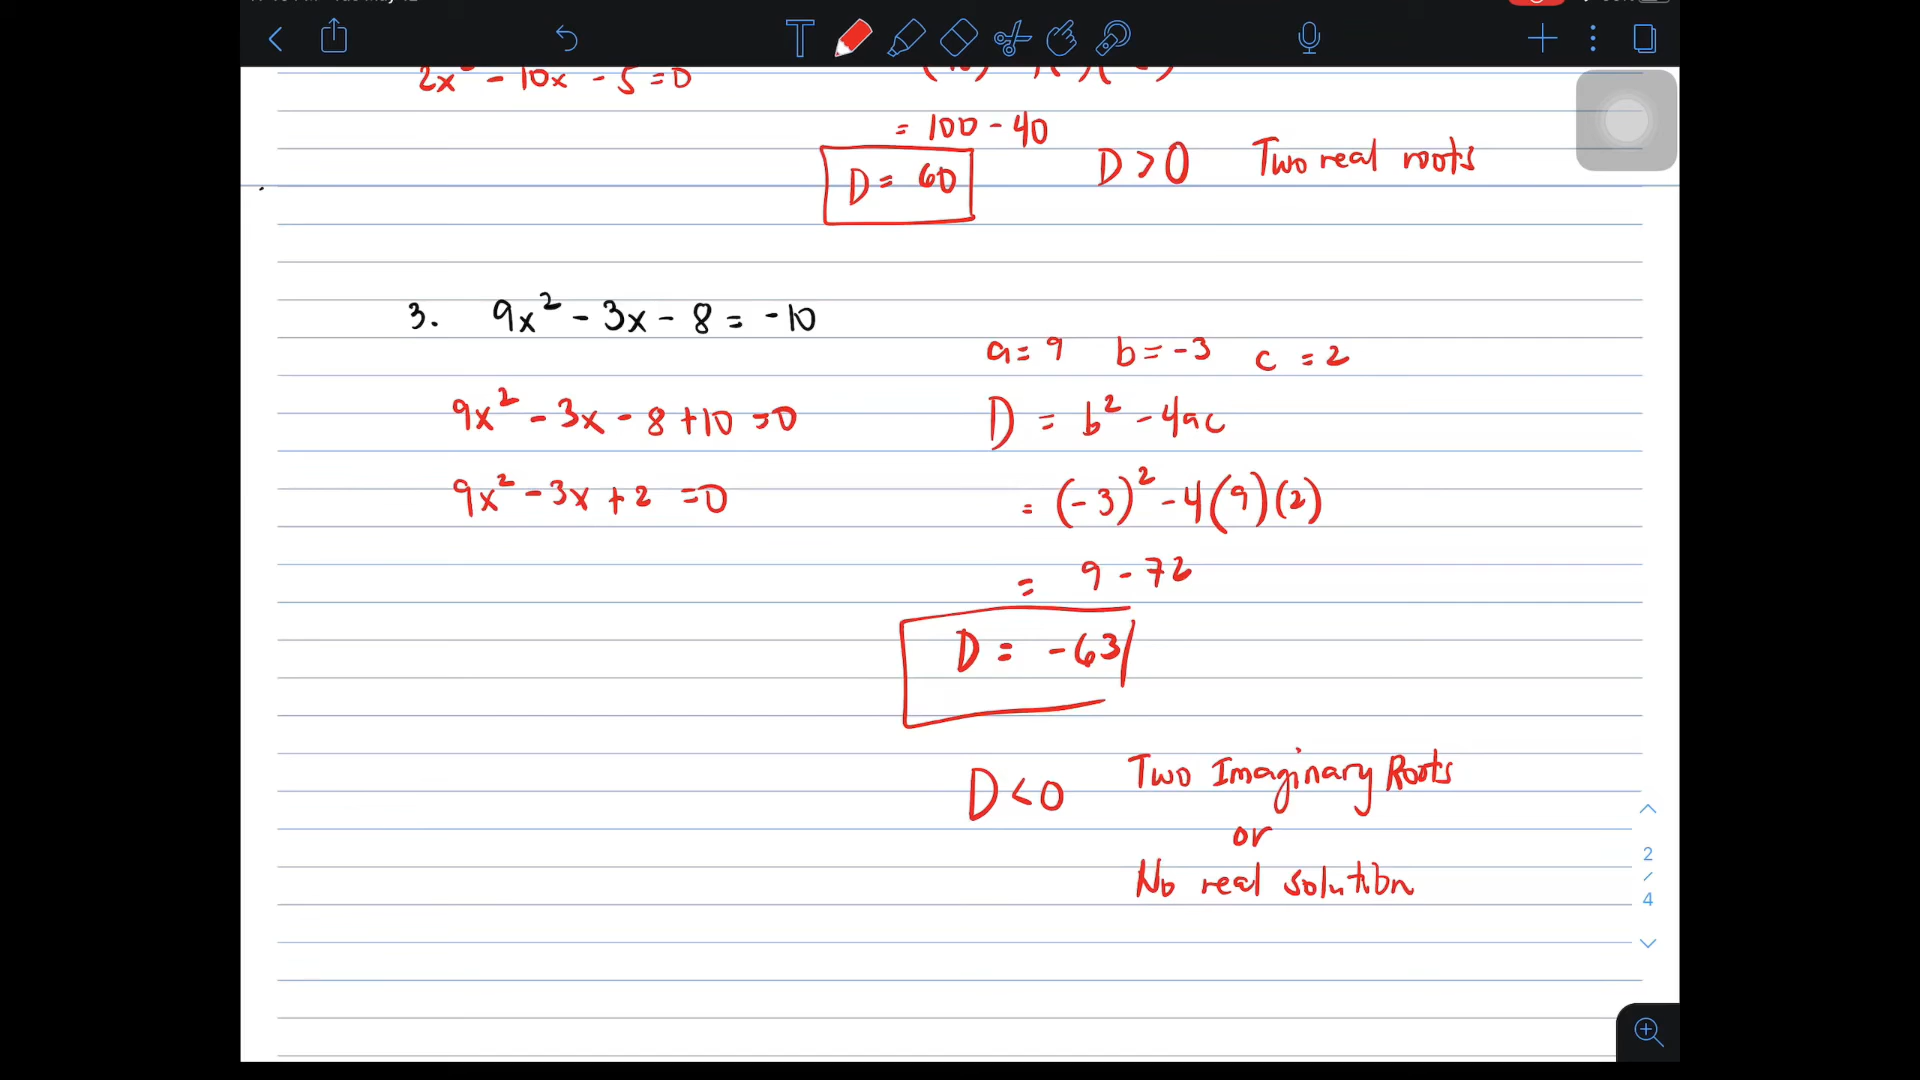 2x² - 10x - 5 = 0
= 100 - 40
D = 60
D > 0 Two real roots
3. 9x² - 3x - 8 = -10
a = 9 b = -3 c = 2
9x² - 3x - 8 + 10 = 0
D = b² - 4ac
9x² - 3x + 2 = 0
= (-3)² - 4(9)(2)
= 9 - 72
D = -63
D < 0 Two Imaginary Roots
or
No real solution
2
4